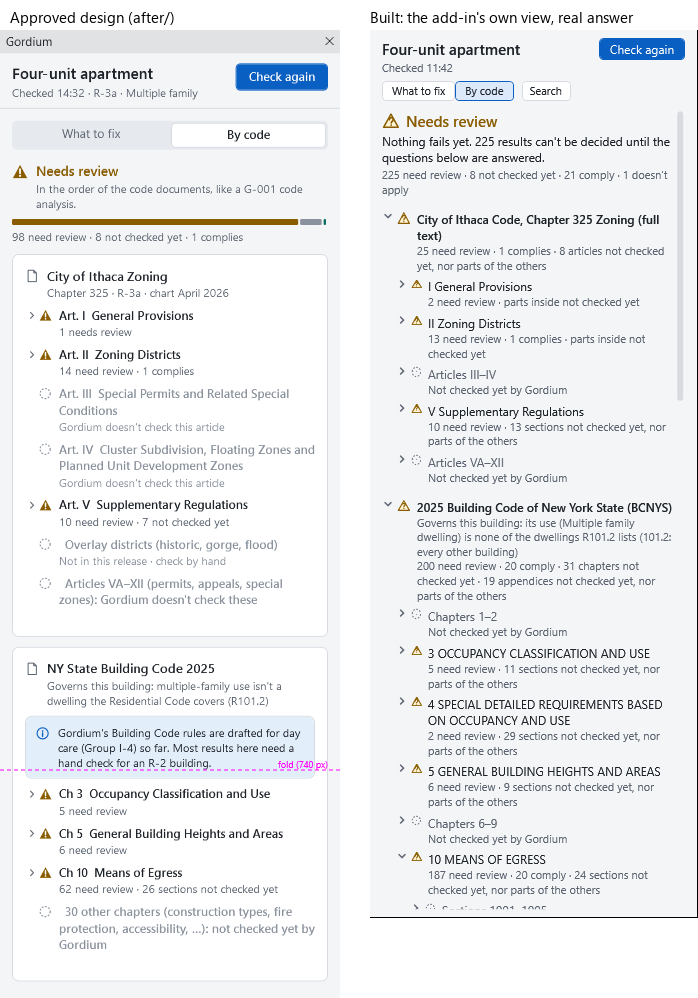 Approved design (after/)
Gordium
Four-unit apartment
Check again
Checked 14:32 · R-3a · Multiple family
What to fix
By code
Needs review
In the order of the code documents, like a G-001 code
analysis.
98 need review · 8 not checked yet · 1 complies
City of Ithaca Zoning
Chapter 325 · R-3a · chart April 2026
Art. I General Provisions
1 needs review
Art. II Zoning Districts
14 need review · 1 complies
Art. III Special Permits and Related Special
Conditions
Gordium doesn't check this article
Art. IV Cluster Subdivision, Floating Zones and
Planned Unit Development Zones
Gordium doesn't check this article
Art. V Supplementary Regulations
10 need review · 7 not checked yet
Overlay districts (historic, gorge, flood)
Not in this release · check by hand
Articles VA–XII (permits, appeals, special
zones): Gordium doesn't check these
NY State Building Code 2025
Governs this building: multiple-family use isn't a
dwelling the Residential Code covers (R101.2)
Gordium's Building Code rules are drafted for day
care (Group I-4) so far. Most results here need a
hand check for an R-2 building.
fold (740 px)
Ch 3 Occupancy Classification and Use
5 need review
Ch 5 General Building Heights and Areas
6 need review
Ch 10 Means of Egress
62 need review · 26 sections not checked yet
30 other chapters (construction types, fire
protection, accessibility, ...): not checked yet by
Gordium
Built: the add-in's own view, real answer
Four-unit apartment
Check again
Checked 11:42
What to fix
By code
Search
Needs review
Nothing fails yet. 225 results can't be decided until the
questions below are answered.
225 need review · 8 not checked yet · 21 comply · 1 doesn't
apply
City of Ithaca Code, Chapter 325 Zoning (full
text)
25 need review · 1 complies · 8 articles not checked
yet, nor parts of the others
I General Provisions
2 need review · parts inside not checked yet
II Zoning Districts
13 need review · 1 complies · parts inside not
checked yet
Articles III–IV
Not checked yet by Gordium
V Supplementary Regulations
10 need review · 13 sections not checked yet, nor
parts of the others
Articles VA–XII
Not checked yet by Gordium
2025 Building Code of New York State (BCNYS)
Governs this building: its use (Multiple family
dwelling) is none of the dwellings R101.2 lists (101.2:
every other building)
200 need review · 20 comply · 31 chapters not
checked yet · 19 appendices not checked yet, nor
parts of the others
Chapters 1–2
Not checked yet by Gordium
3 OCCUPANCY CLASSIFICATION AND USE
5 need review · 11 sections not checked yet, nor
parts of the others
4 SPECIAL DETAILED REQUIREMENTS BASED
ON OCCUPANCY AND USE
2 need review · 29 sections not checked yet, nor
parts of the others
5 GENERAL BUILDING HEIGHTS AND AREAS
6 need review · 9 sections not checked yet, nor
parts of the others
Chapters 6–9
Not checked yet by Gordium
10 MEANS OF EGRESS
187 need review · 20 comply · 24 sections not
checked yet, nor parts of the others